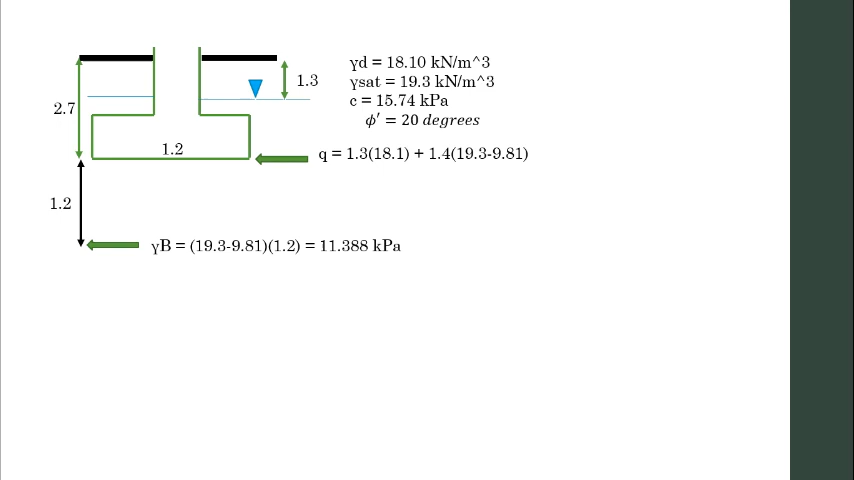 γd = 18.10 kN/m^3
1.3
γsat = 19.3 kN/m^3
c = 15.74 kPa
2.7
ϕ′ = 20 degrees
1.2
q = 1.3(18.1) + 1.4(19.3-9.81)
1.2
γB = (19.3-9.81)(1.2) = 11.388 kPa